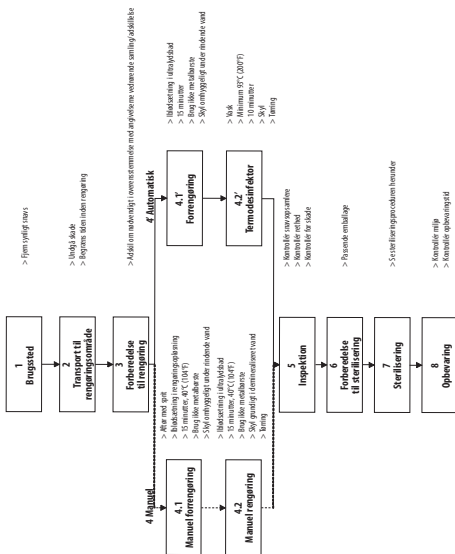 1
Brugssted
> Fjern synligt snavs
2
Transport til
rengøringsområde
> Undgå skade
> Begræns tiden inden rengøring
3
Forberedelse
til rengøring
> Adskil om nødvendigt i overensstemmelse med angivelserne vedrørende samling/adskillelse
4 Manuel
4.1
Manuel forrengøring
> Aftør med sprit
> Iblødsætning i rengøringsopløsning
> 15 minutter, 40°C (104°F)
> Brug ikke metalbørste
> Skyl omhyggeligt under rindende vand
4.2
Manuel rengøring
> Iblødsætning i ultralydsbad
> 15 minutter, 40°C (104°F)
> Brug ikke metalbørste
> Skyl grundigt i demineraliseret vand
> Tørring
4' Automatisk
4.1'
Forrengøring
> Iblødsætning i ultralydsbad
> 15 minutter
> Brug ikke metalbørste
> Skyl omhyggeligt under rindende vand
4.2'
Termodesinfektor
> Vask
> Minimum 93°C (200°F)
> 10 minutter
> Skyl
> Tørring
5
Inspektion
> Kontrollér snavsopsamlere
> Kontrollér renhed
> Kontrollér for skade
6
Forberedelse
til sterilisering
> Passende emballage
7
Sterilisering
> Se steriliseringsproceduren herunder
8
Opbevaring
> Kontrollér miljø
> Kontrollér opbevaringstid